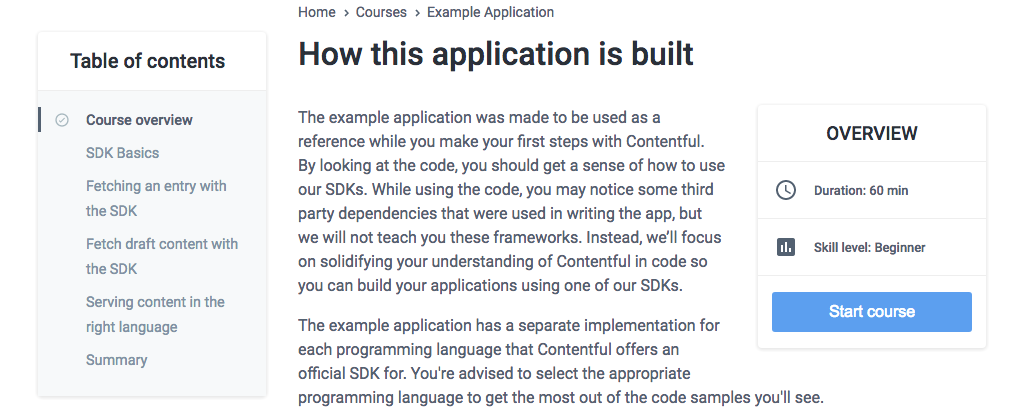 Home › Courses › Example Application
Table of contents
Course overview
SDK Basics
Fetching an entry with
the SDK
Fetch draft content with
the SDK
Serving content in the
right language
Summary
How this application is built
The example application was made to be used as a
reference while you make your first steps with Contentful.
By looking at the code, you should get a sense of how to use
our SDKs. While using the code, you may notice some third
party dependencies that were used in writing the app, but
we will not teach you these frameworks. Instead, we’ll focus
on solidifying your understanding of Contentful in code so
you can build your applications using one of our SDKs.
The example application has a separate implementation for
each programming language that Contentful offers an
official SDK for. You're advised to select the appropriate
programming language to get the most out of the code samples you'll see.
OVERVIEW
Duration: 60 min
Skill level: Beginner
Start course